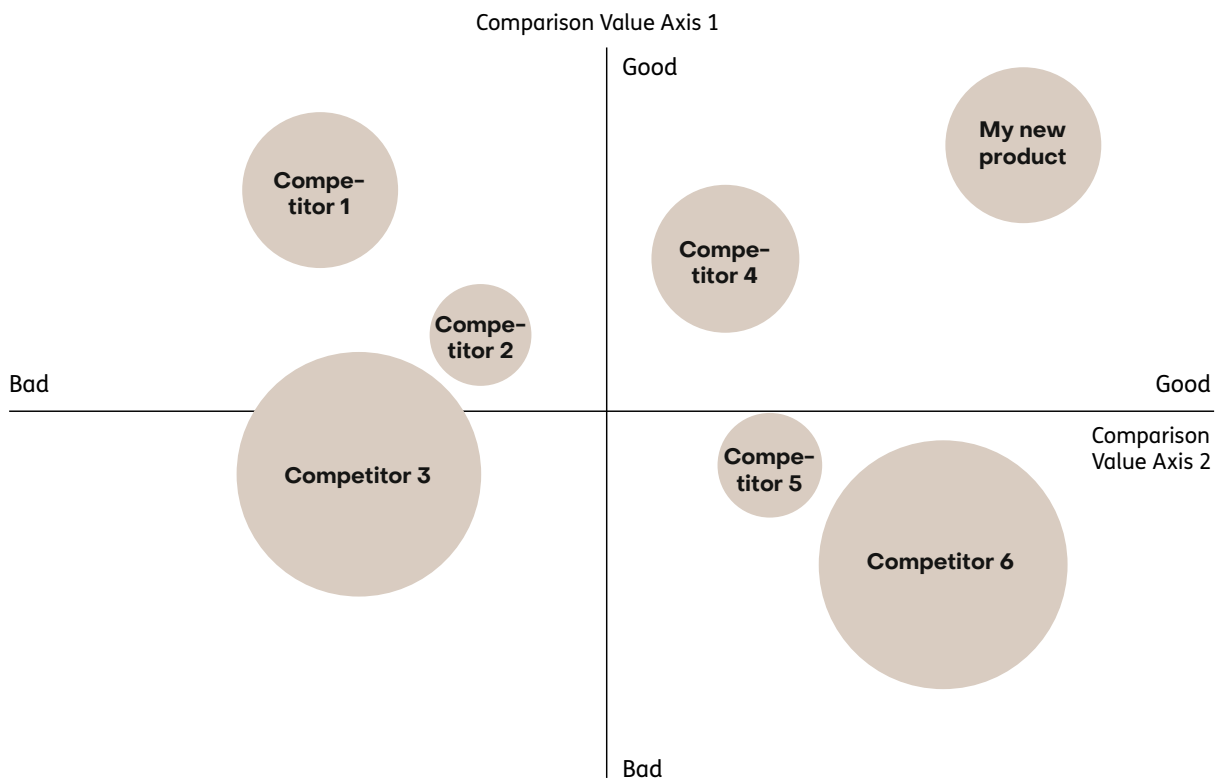 Comparison Value Axis 1
Good
My new
product
Compe-
titor 1
Compe-
titor 4
Compe-
titor 2
Bad
Good
Comparison
Value Axis 2
Compe-
titor 5
Competitor 3
Competitor 6
Bad